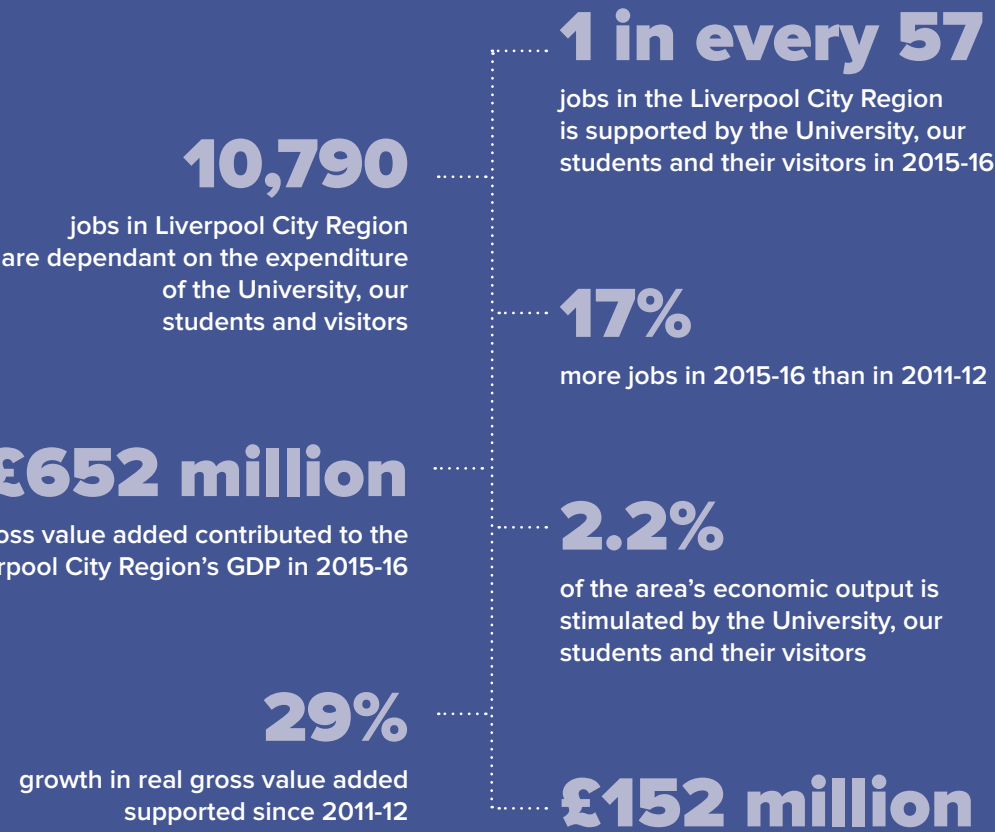 1 in every 57
jobs in the Liverpool City Region
is supported by the University, our
students and their visitors in 2015-16
10,790
jobs in Liverpool City Region
are dependant on the expenditure
of the University, our
students and visitors
17%
more jobs in 2015-16 than in 2011-12
£652 million
value added contributed to the
City Region’s GDP in 2015-16
2.2%
of the area’s economic output is
stimulated by the University, our
students and their visitors
29%
growth in real gross value added
supported since 2011-12
£152 million